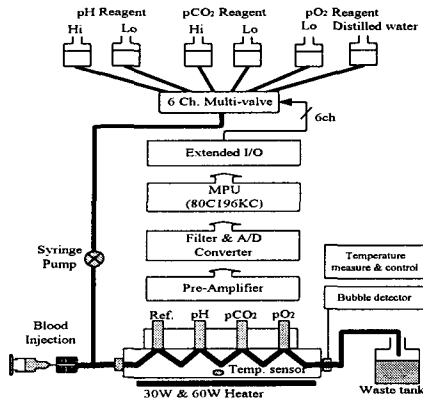 pH Reagent pCO₂ Reagent pO₂ Reagent
Hi Lo Hi Lo Lo Distilled water
6 Ch. Multi-valve
6ch
Extended I/O
MPU
(80C196KC)
Filter & A/D
Converter
Pre-Amplifier
Syringe
Pump
Temperature
measure & control
Bubble detector
Blood
Injection
Ref. pH pCO₂ pO₂
Temp. sensor
30W & 60W Heater
Waste tank